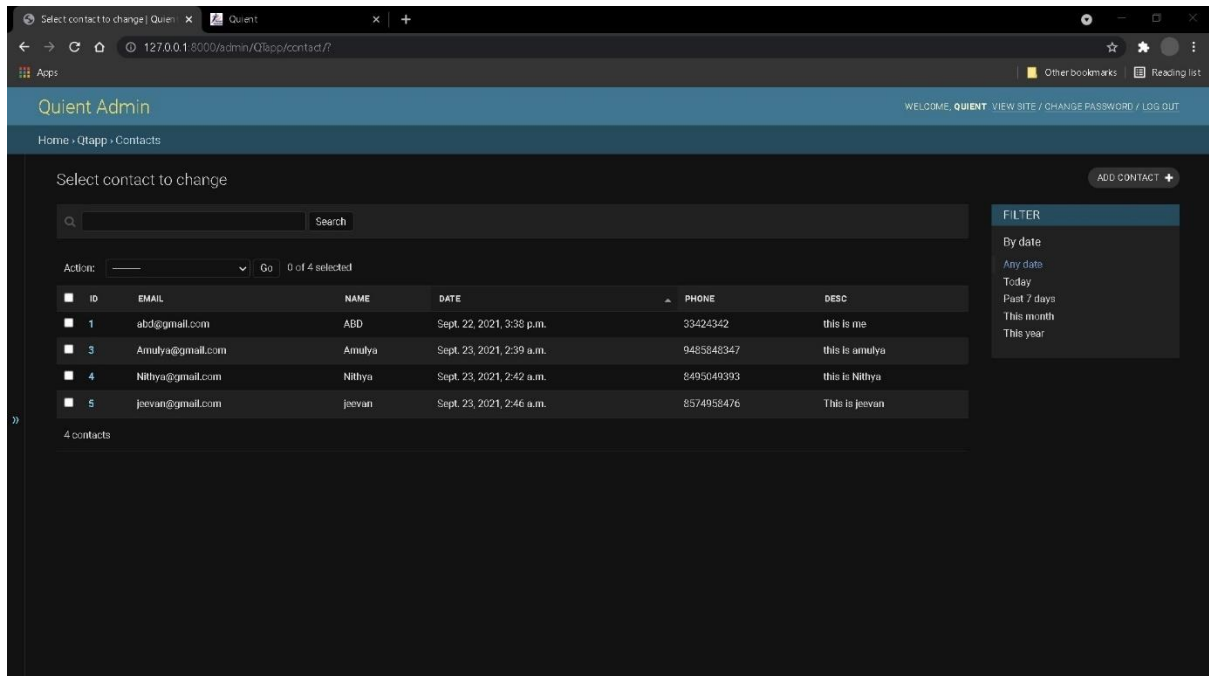 Select contact to change | Quien
Quient
127.0.0.1:8000/admin/QTapp/contact/?
Apps
Other bookmarks
Reading list
Quient Admin
WELCOME, QUIENT. VIEW SITE / CHANGE PASSWORD / LOG OUT
Home › Qtapp › Contacts
Select contact to change
ADD CONTACT +
Search
FILTER
By date
Any date
Today
Past 7 days
This month
This year
Action: --------- Go 0 of 4 selected
ID EMAIL NAME DATE PHONE DESC
1 abd@gmail.com ABD Sept. 22, 2021, 3:38 p.m. 33424342 this is me
3 Amulya@gmail.com Amulya Sept. 23, 2021, 2:39 a.m. 9485848347 this is amulya
4 Nithya@gmail.com Nithya Sept. 23, 2021, 2:42 a.m. 8495049393 this is Nithya
5 jeevan@gmail.com jeevan Sept. 23, 2021, 2:46 a.m. 8574958476 This is jeevan
»
4 contacts